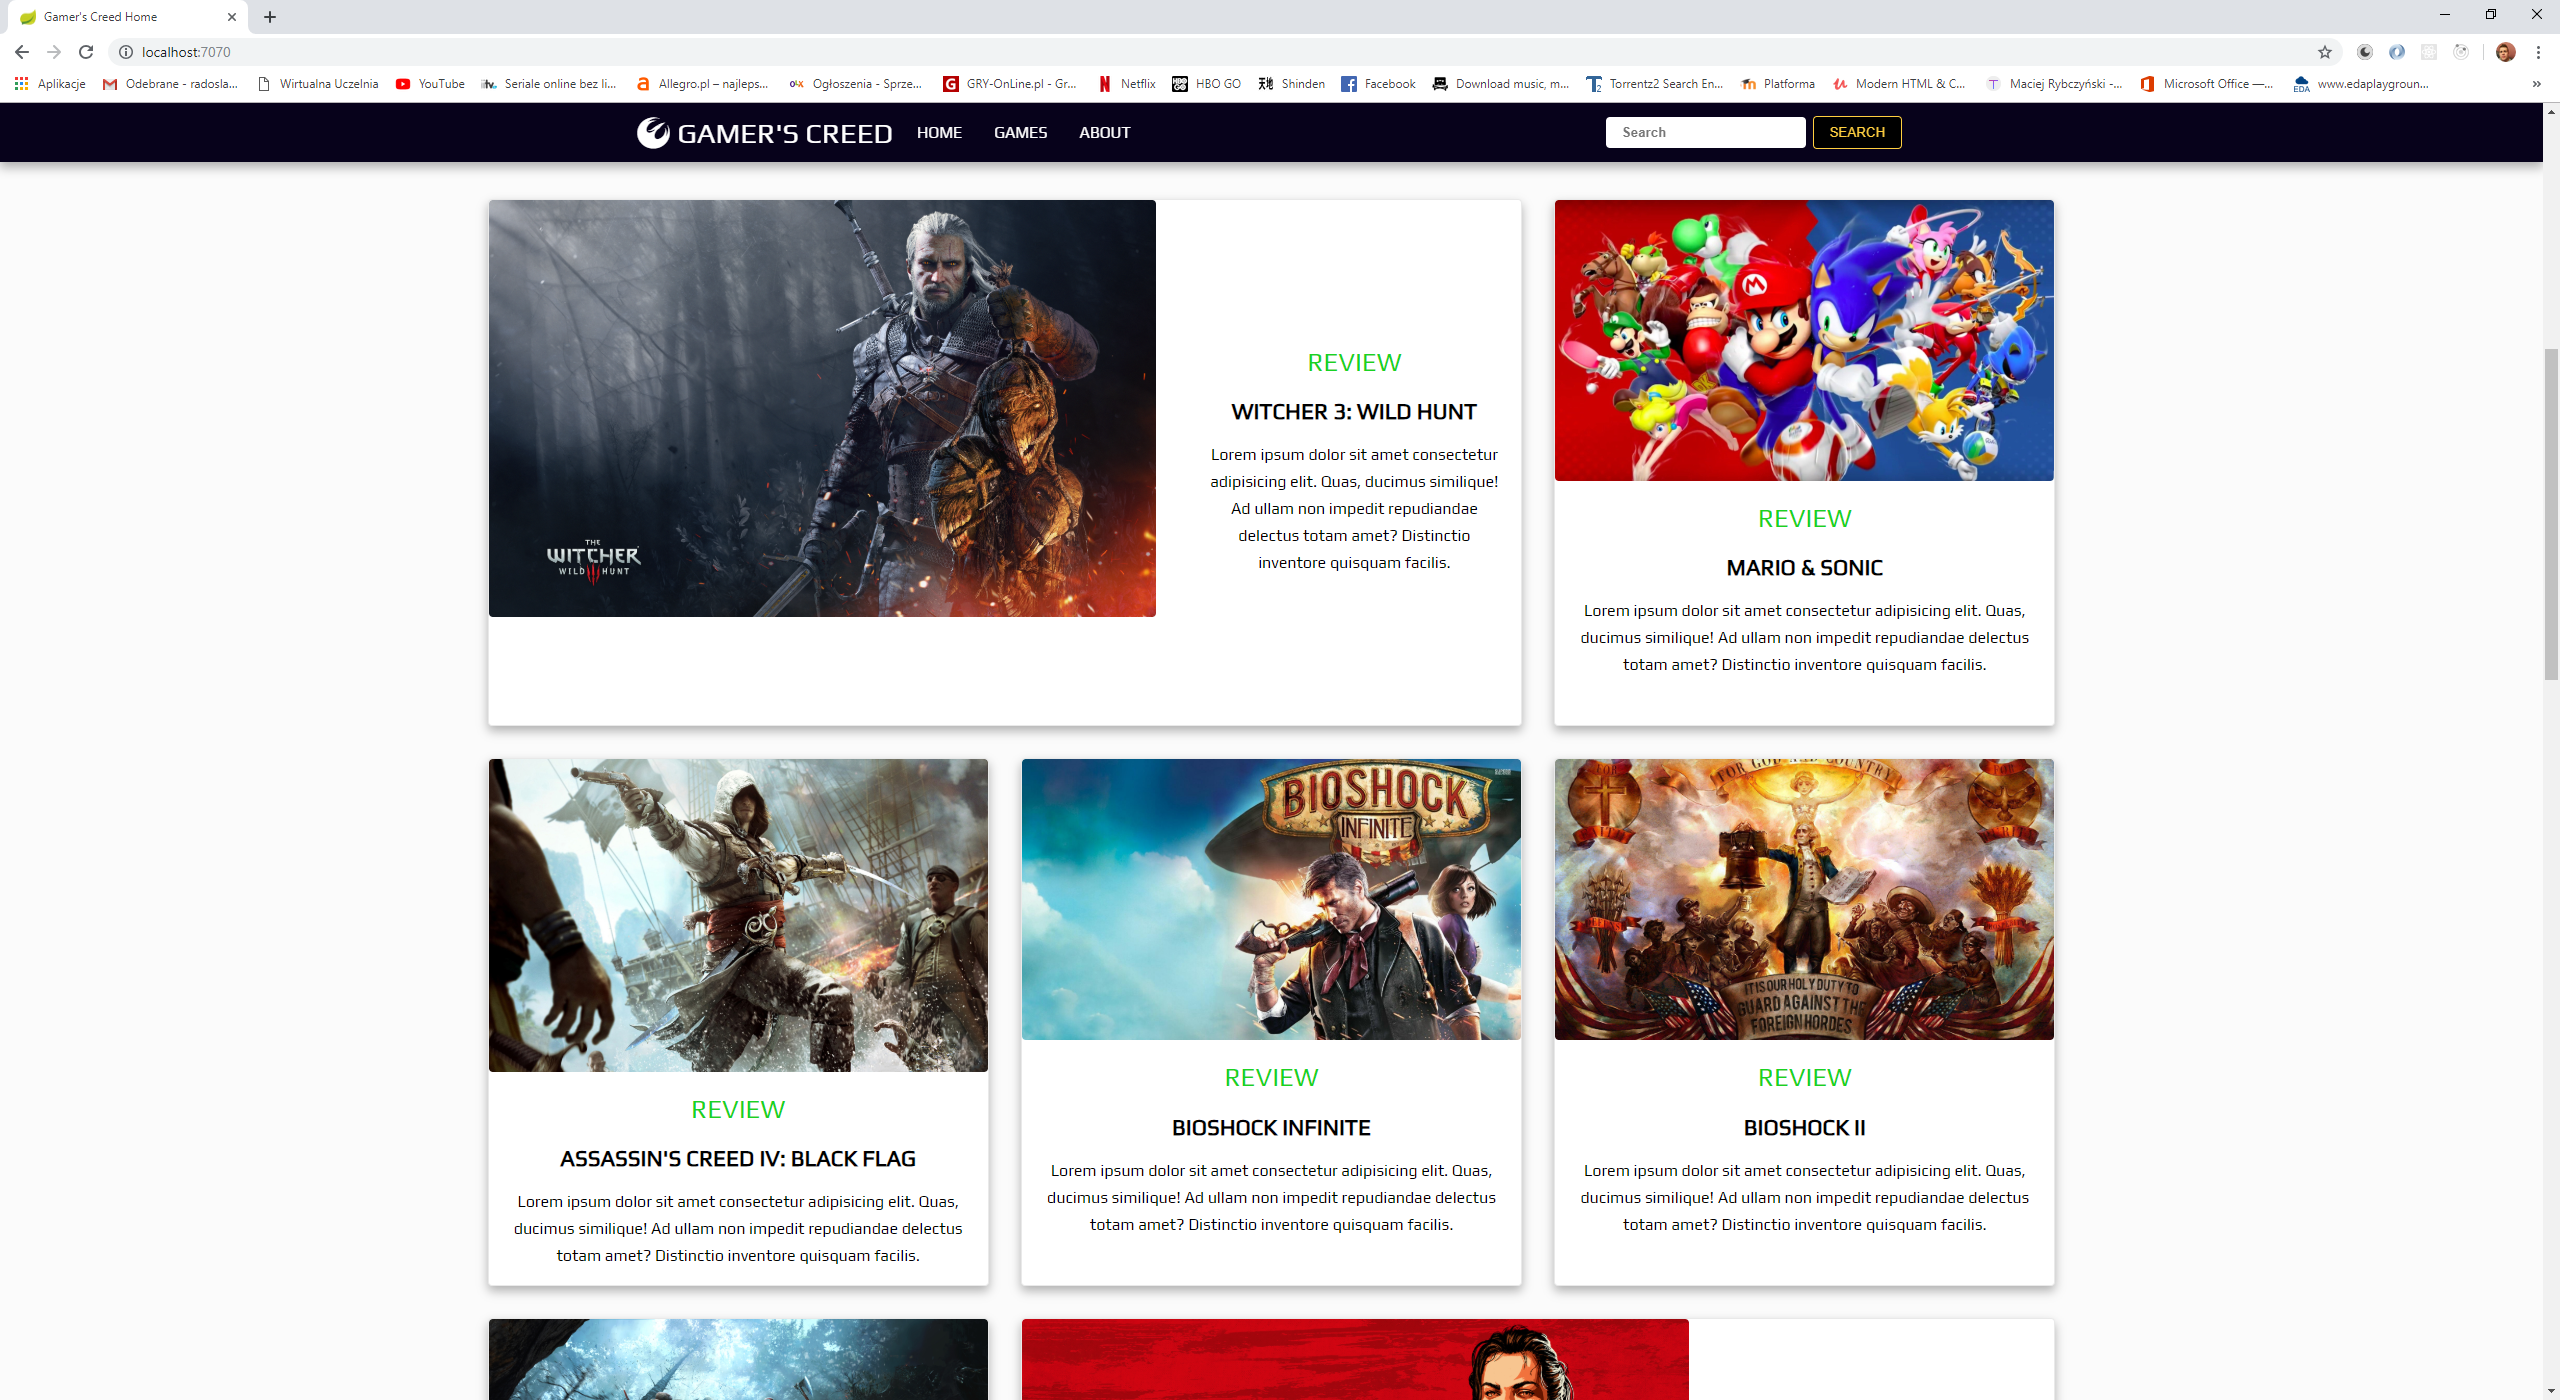 Gamer's Creed Home
localhost:7070
Aplikacje
Odebrane - radosla...
Wirtualna Uczelnia
YouTube
Seriale online bez li...
Allegro.pl – najleps...
Ogłoszenia - Sprze...
GRY-OnLine.pl - Gr...
Netflix
HBO GO
Shinden
Facebook
Download music, m...
Torrentz2 Search En...
Platforma
Modern HTML & C...
Maciej Rybczyński -...
Microsoft Office —...
www.edaplaygroun...
GAMER'S CREED
HOME
GAMES
ABOUT
Search
SEARCH
THE
WITCHER
WILD HUNT
REVIEW
WITCHER 3: WILD HUNT
Lorem ipsum dolor sit amet consectetur
adipisicing elit. Quas, ducimus similique!
Ad ullam non impedit repudiandae
delectus totam amet? Distinctio
inventore quisquam facilis.
M
REVIEW
MARIO & SONIC
Lorem ipsum dolor sit amet consectetur adipisicing elit. Quas,
ducimus similique! Ad ullam non impedit repudiandae delectus
totam amet? Distinctio inventore quisquam facilis.
REVIEW
ASSASSIN'S CREED IV: BLACK FLAG
Lorem ipsum dolor sit amet consectetur adipisicing elit. Quas,
ducimus similique! Ad ullam non impedit repudiandae delectus
totam amet? Distinctio inventore quisquam facilis.
BIOSHOCK
INFINITE
REVIEW
BIOSHOCK INFINITE
Lorem ipsum dolor sit amet consectetur adipisicing elit. Quas,
ducimus similique! Ad ullam non impedit repudiandae delectus
totam amet? Distinctio inventore quisquam facilis.
FOR GOD AND COUNTRY
IT IS OUR HOLY DUTY TO
GUARD AGAINST THE
FOREIGN HORDES
REVIEW
BIOSHOCK II
Lorem ipsum dolor sit amet consectetur adipisicing elit. Quas,
ducimus similique! Ad ullam non impedit repudiandae delectus
totam amet? Distinctio inventore quisquam facilis.